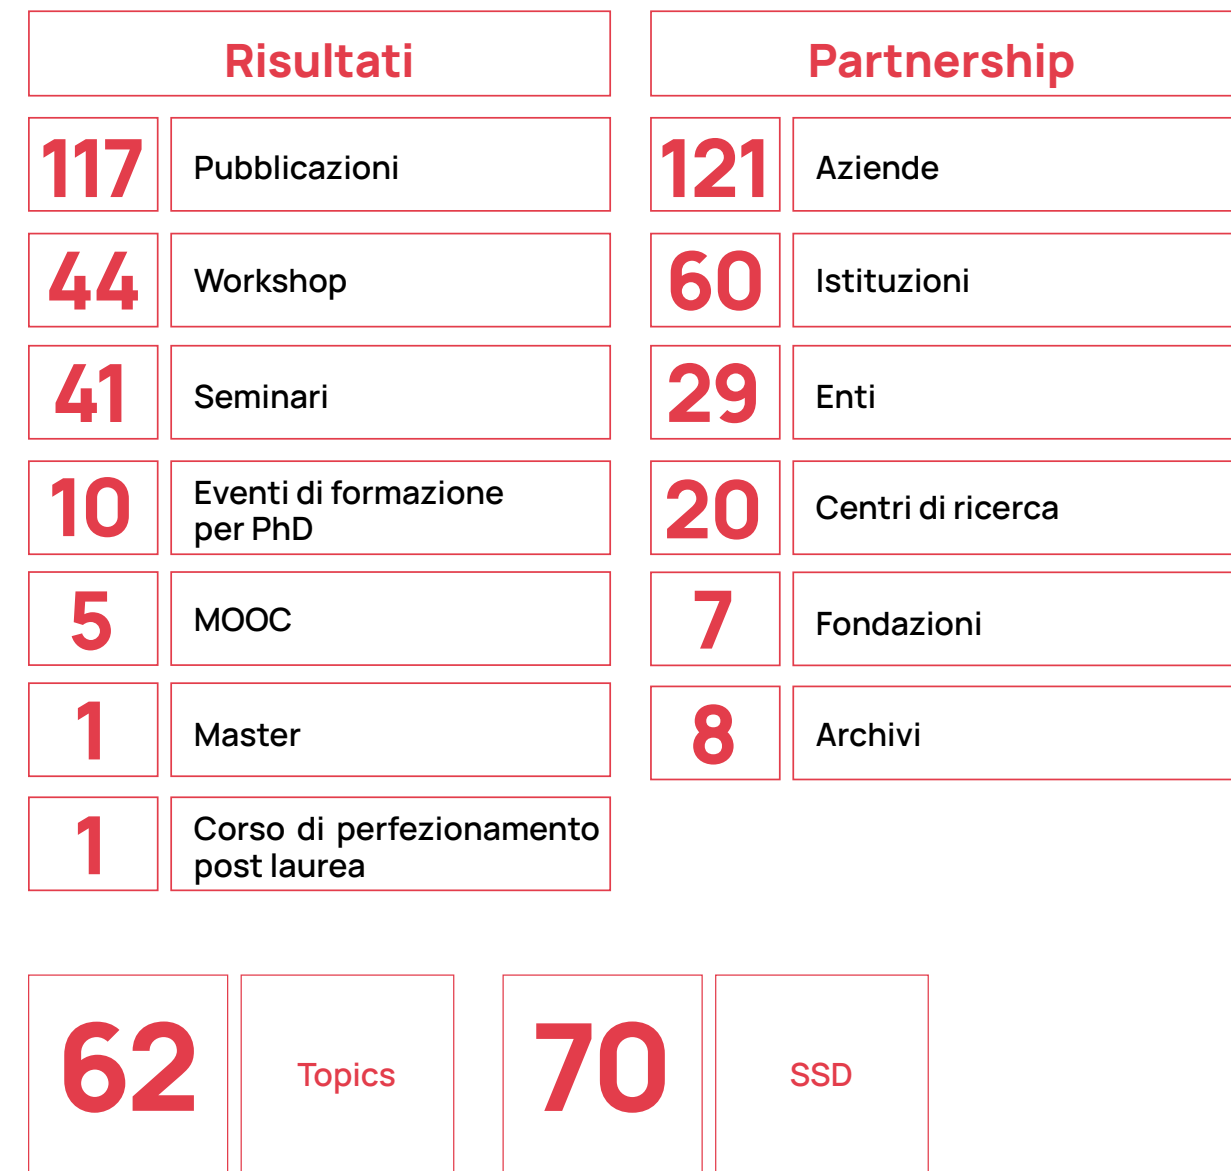 Risultati
117
Pubblicazioni
44
Workshop
41
Seminari
10
Eventi di formazione
per PhD
5
MOOC
1
Master
1
Corso di perfezionamento
post laurea
Partnership
121
Aziende
60
Istituzioni
29
Enti
20
Centri di ricerca
7
Fondazioni
8
Archivi
62
Topics
70
SSD